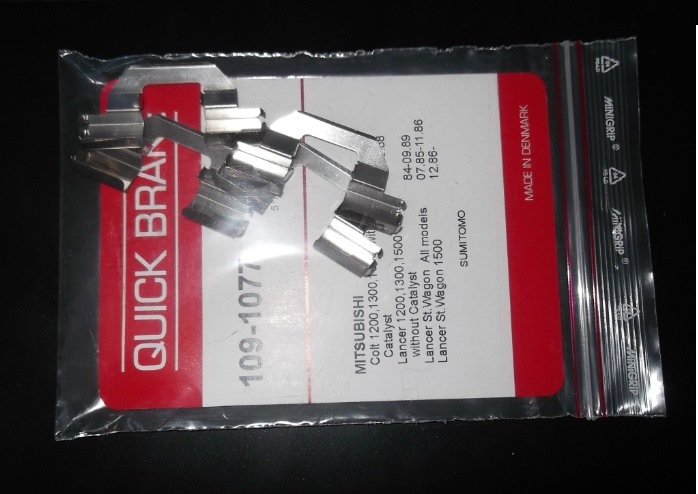 QUICK BRAKE
109-1077
MITSUBISHI
Colt 1200,1300,
Catalyst
Lancer 1200,1300,1500
without Catalyst
Lancer St.Wagon All models
Lancer St.Wagon 1500
84-09.89
07.85-11.86
12.86-
SUMITOMO
MADE IN DENMARK
MINIGRIP ®
MINIGRIP ®
MINIGRIP